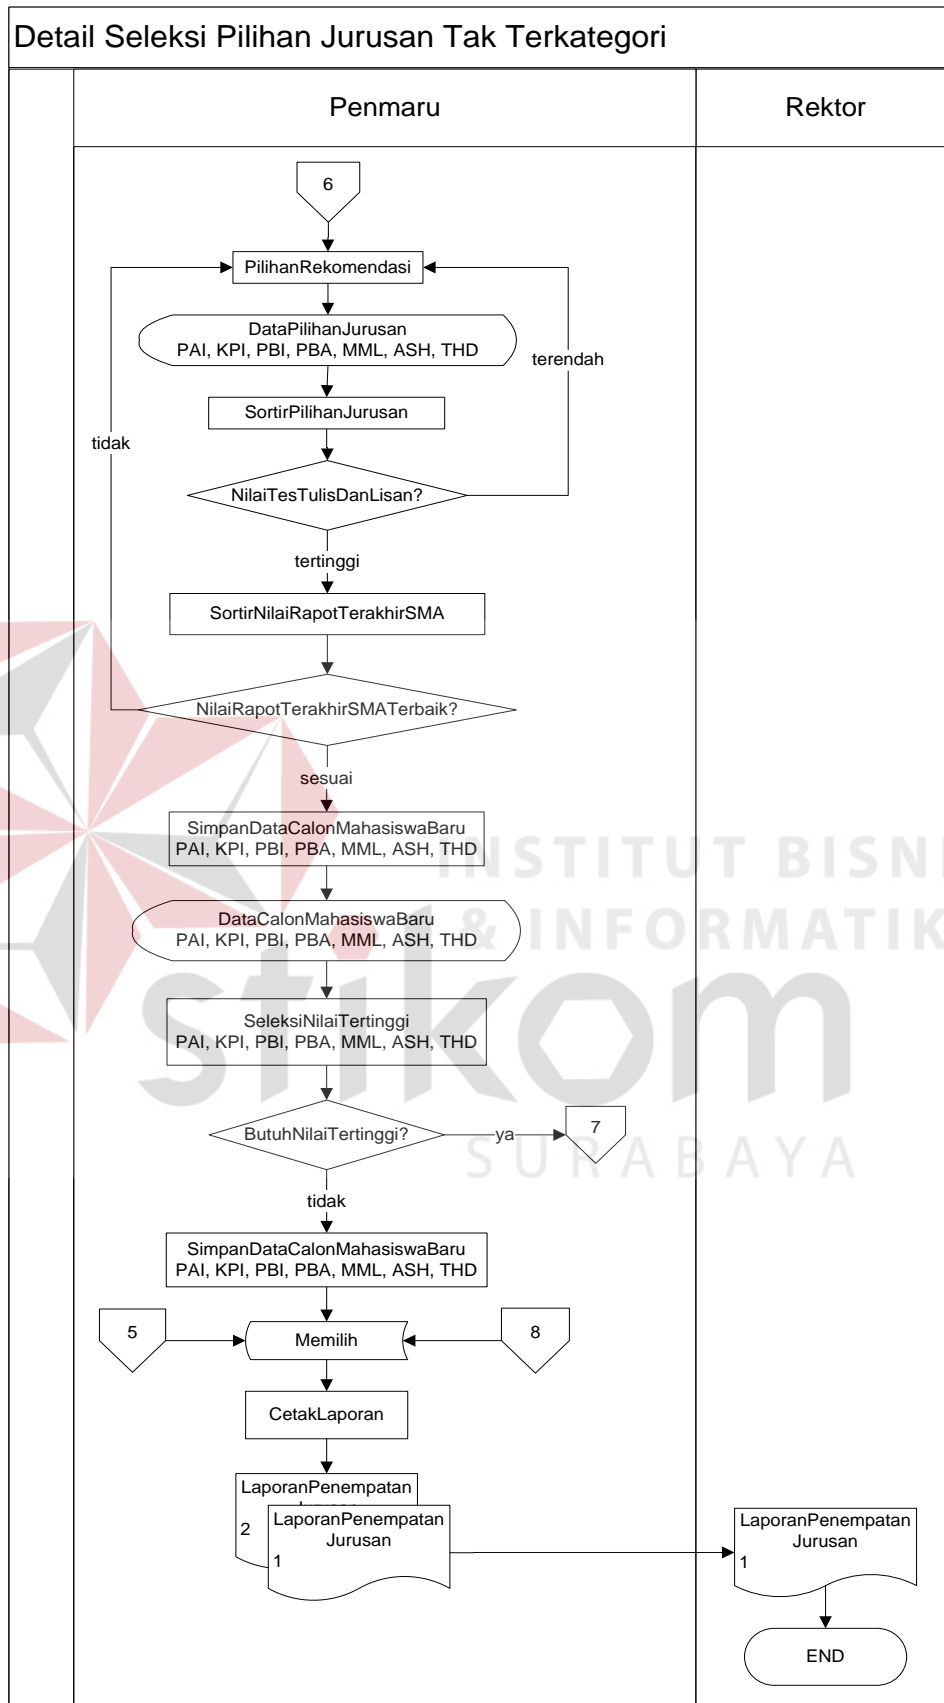 Detail Seleksi Pilihan Jurusan Tak Terkategori
Penmaru
Rektor
6
PilihanRekomendasi
DataPilihanJurusan
PAI, KPI, PBI, PBA, MML, ASH, THD
terendah
SortirPilihanJurusan
tidak
NilaiTesTulisDanLisan?
tertinggi
SortirNilaiRapotTerakhirSMA
NilaiRapotTerakhirSMATerbaik?
sesuai
SimpanDataCalonMahasiswaBaru
PAI, KPI, PBI, PBA, MML, ASH, THD
DataCalonMahasiswaBaru
PAI, KPI, PBI, PBA, MML, ASH, THD
SeleksiNilaiTertinggi
PAI, KPI, PBI, PBA, MML, ASH, THD
ButuhNilaiTertinggi?
ya
7
tidak
SimpanDataCalonMahasiswaBaru
PAI, KPI, PBI, PBA, MML, ASH, THD
5
Memilih
8
CetakLaporan
LaporanPenempatan
Jurusan
2
LaporanPenempatan
Jurusan
1
LaporanPenempatan
Jurusan
1
END
INSTITUT BISNI
& INFORMATIK
stikom
SURABAYA